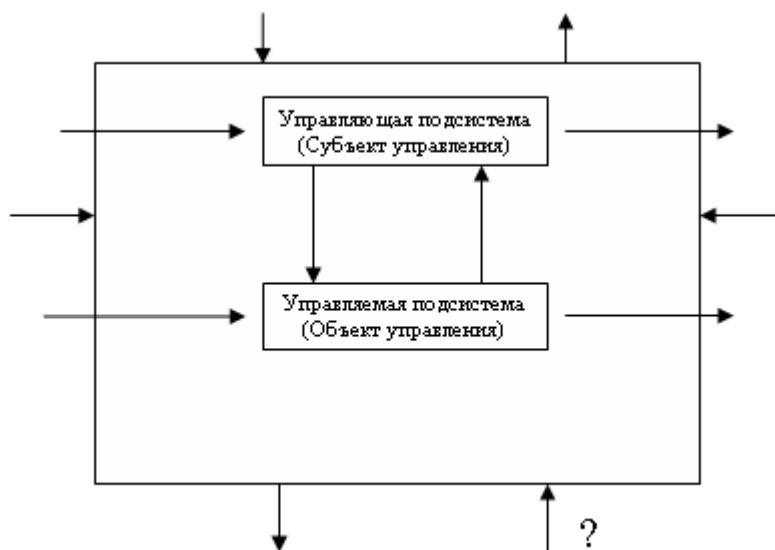 Управляющая подсистема
(Субъект управления)
Управляемая подсистема
(Объект управления)
?